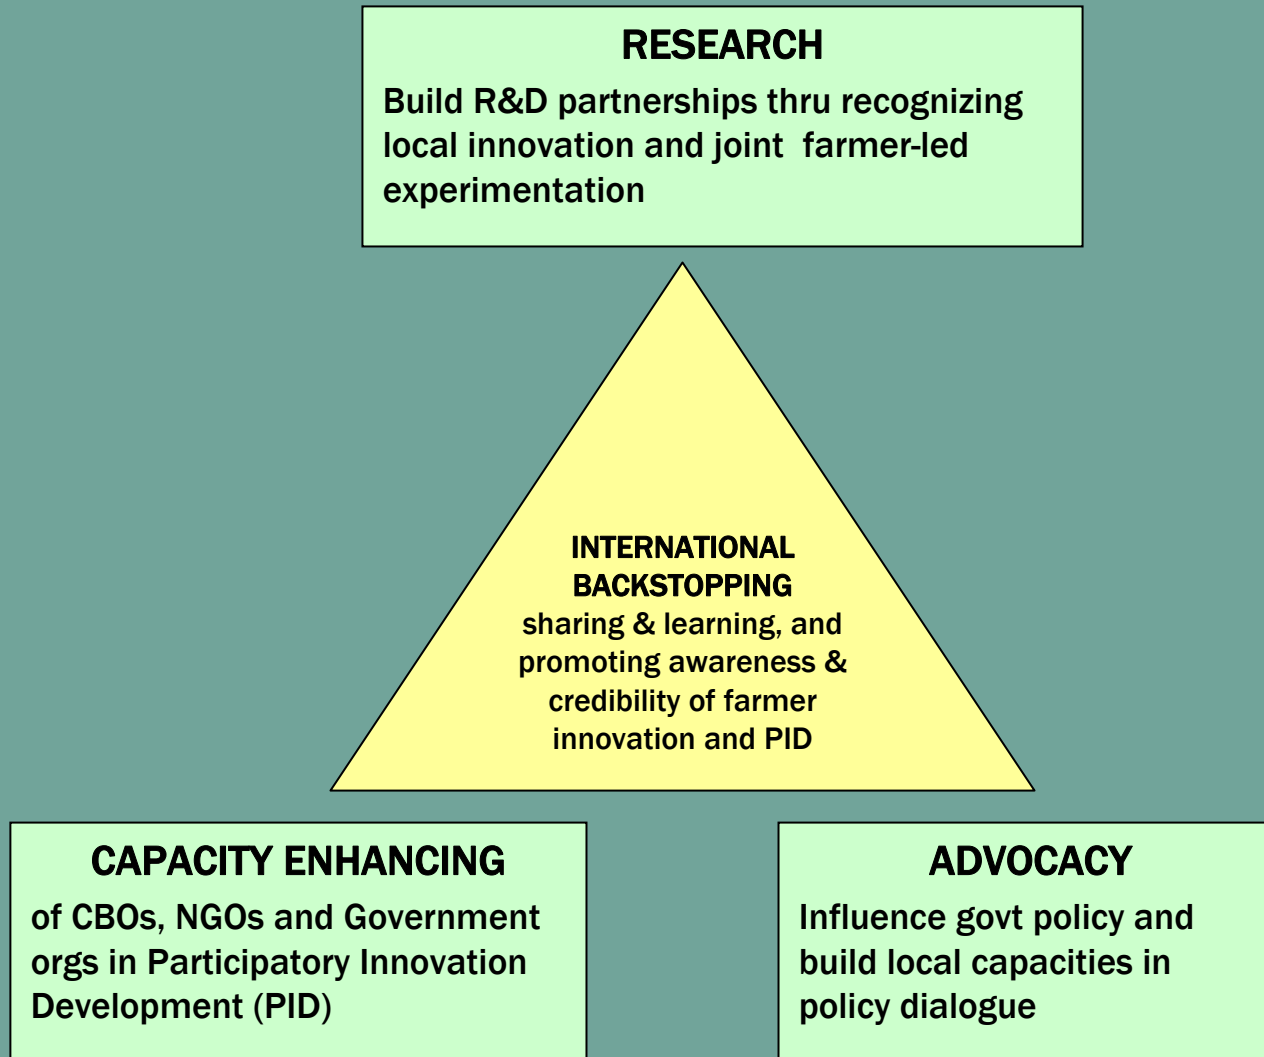 RESEARCH
Build R&D partnerships thru recognizing
local innovation and joint farmer-led
experimentation
INTERNATIONAL
BACKSTOPPING
sharing & learning, and
promoting awareness &
credibility of farmer
innovation and PID
CAPACITY ENHANCING
of CBOs, NGOs and Government
orgs in Participatory Innovation
Development (PID)
ADVOCACY
Influence govt policy and
build local capacities in
policy dialogue